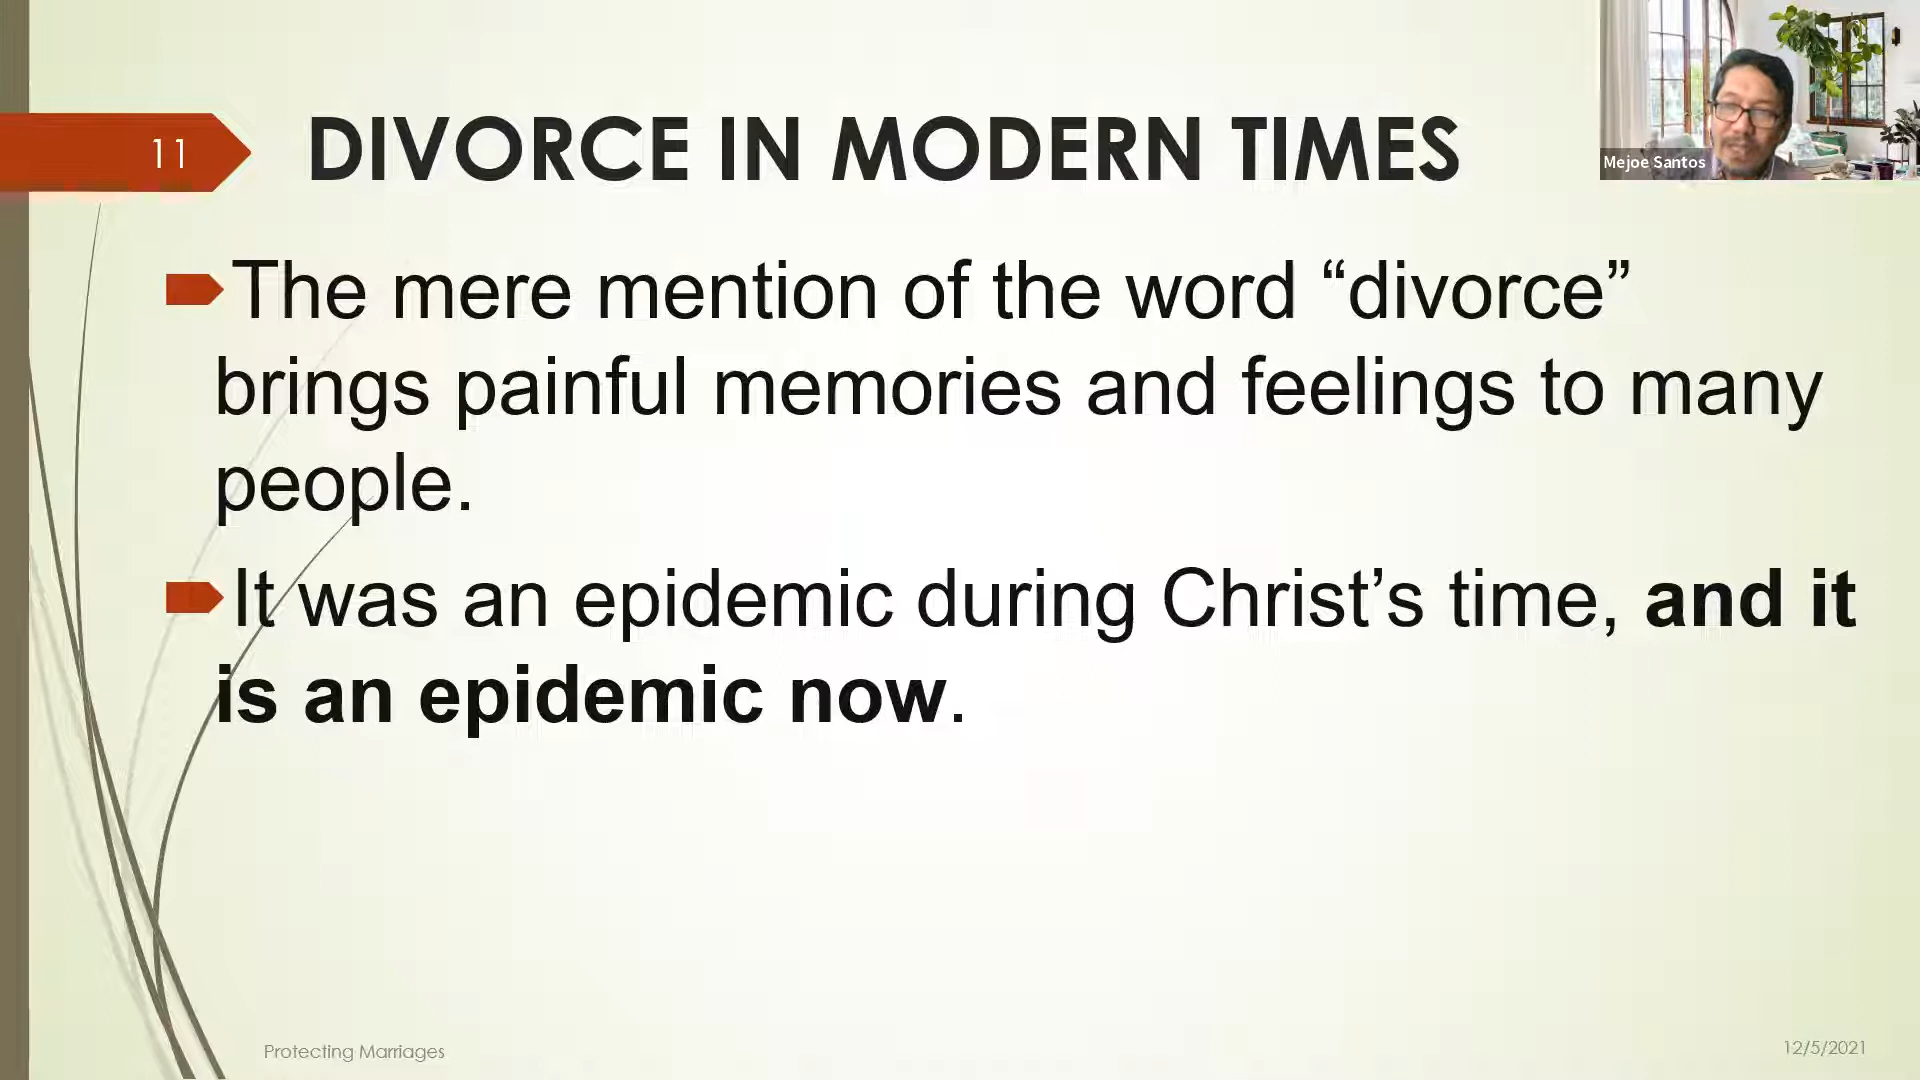 11
DIVORCE IN MODERN TIMES
Mejoe Santos
The mere mention of the word “divorce”
brings painful memories and feelings to many
people.
It was an epidemic during Christ’s time, and it
is an epidemic now.
Protecting Marriages
12/5/2021